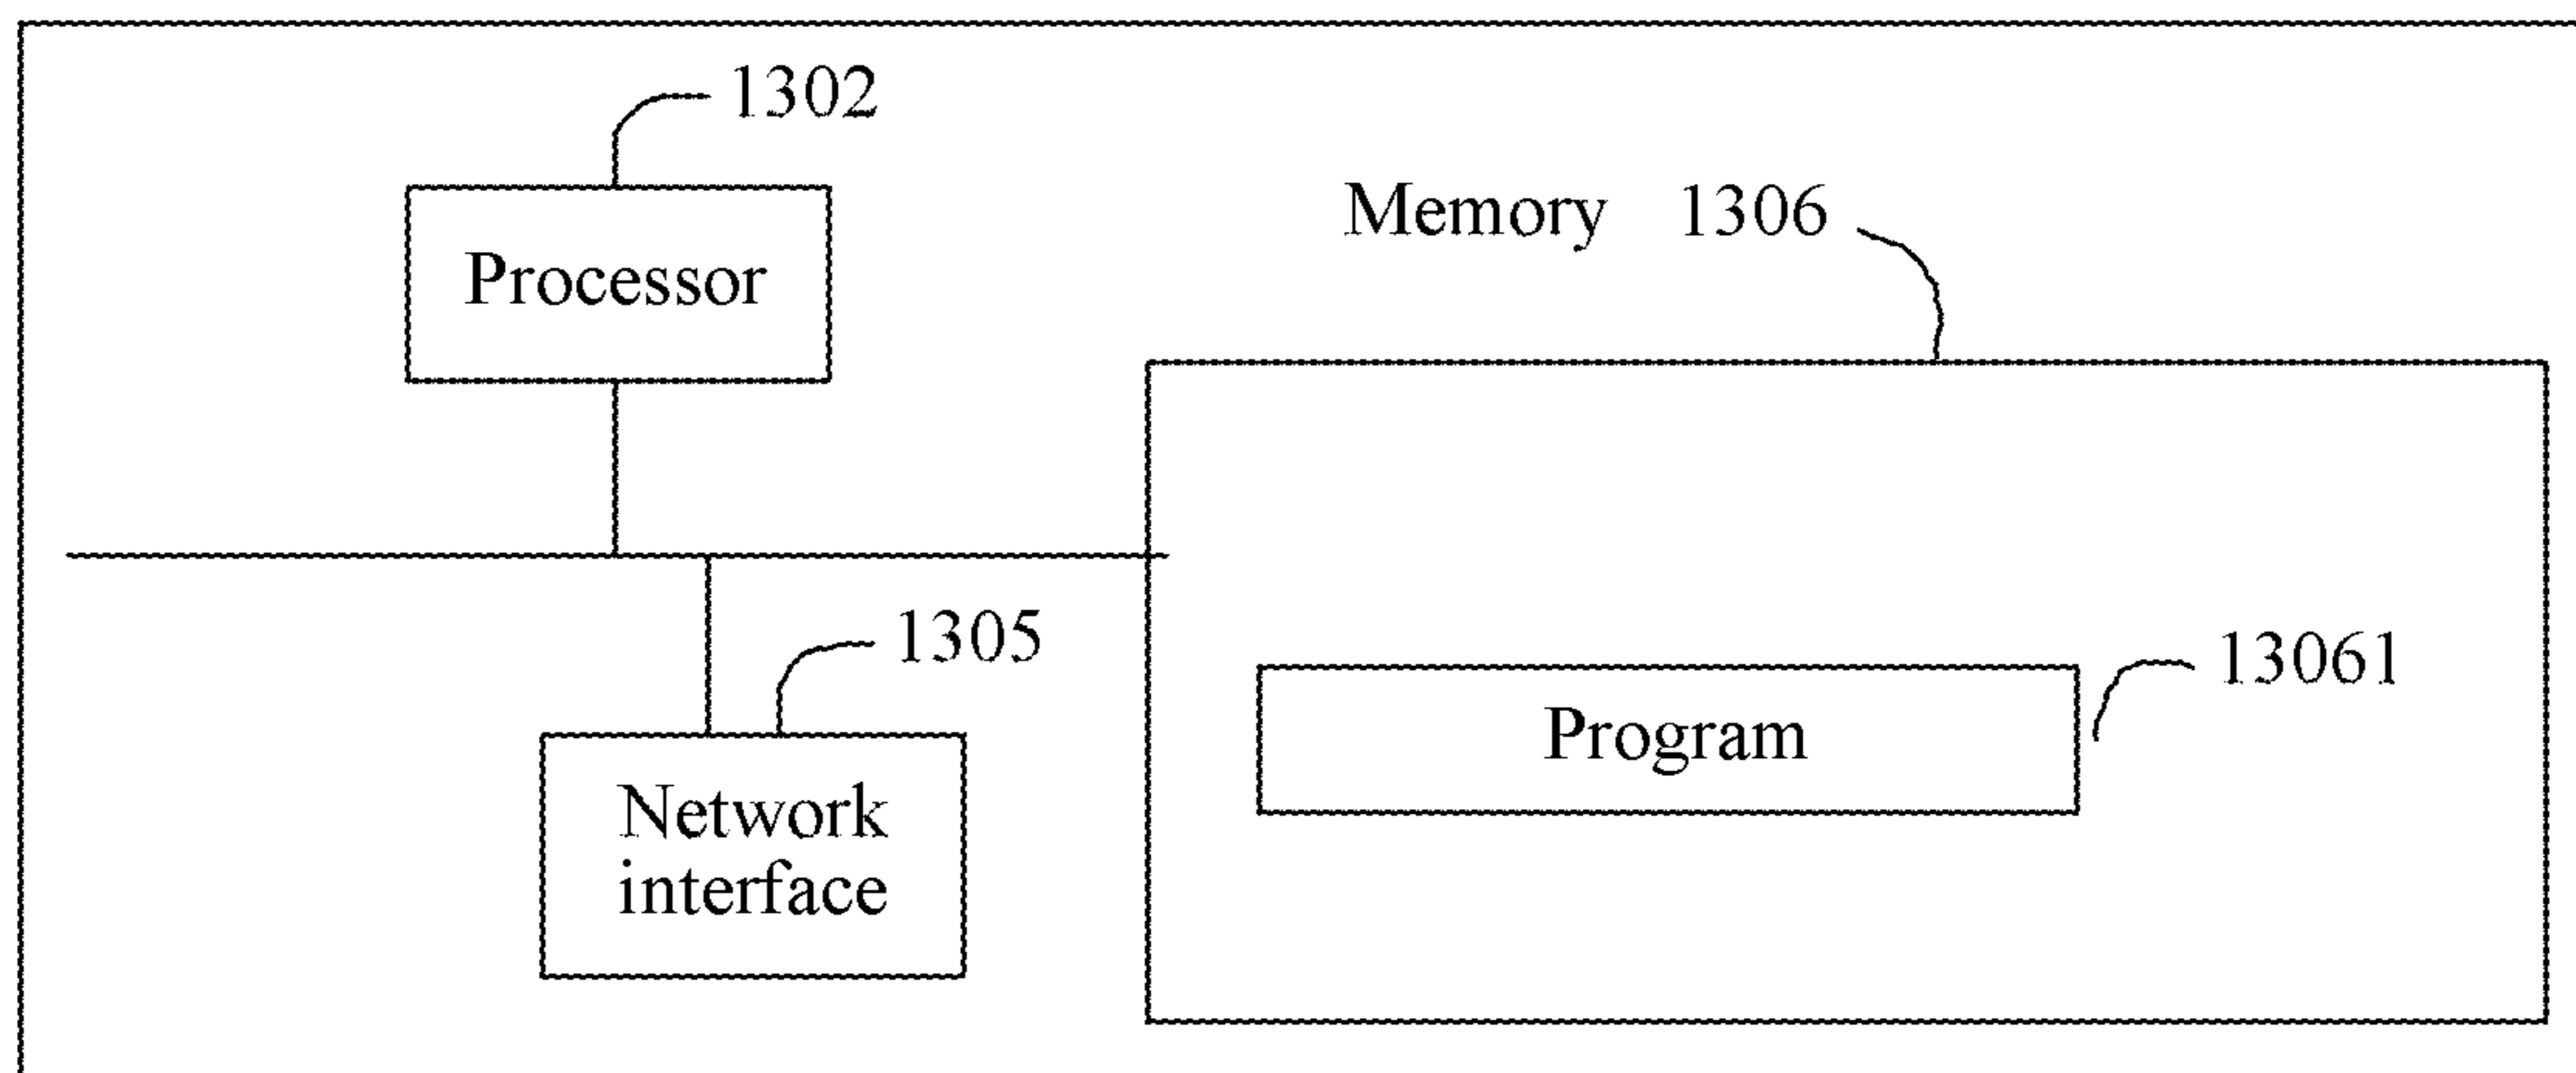 1302
Processor
Memory 1306
1305
Network
interface
13061
Program